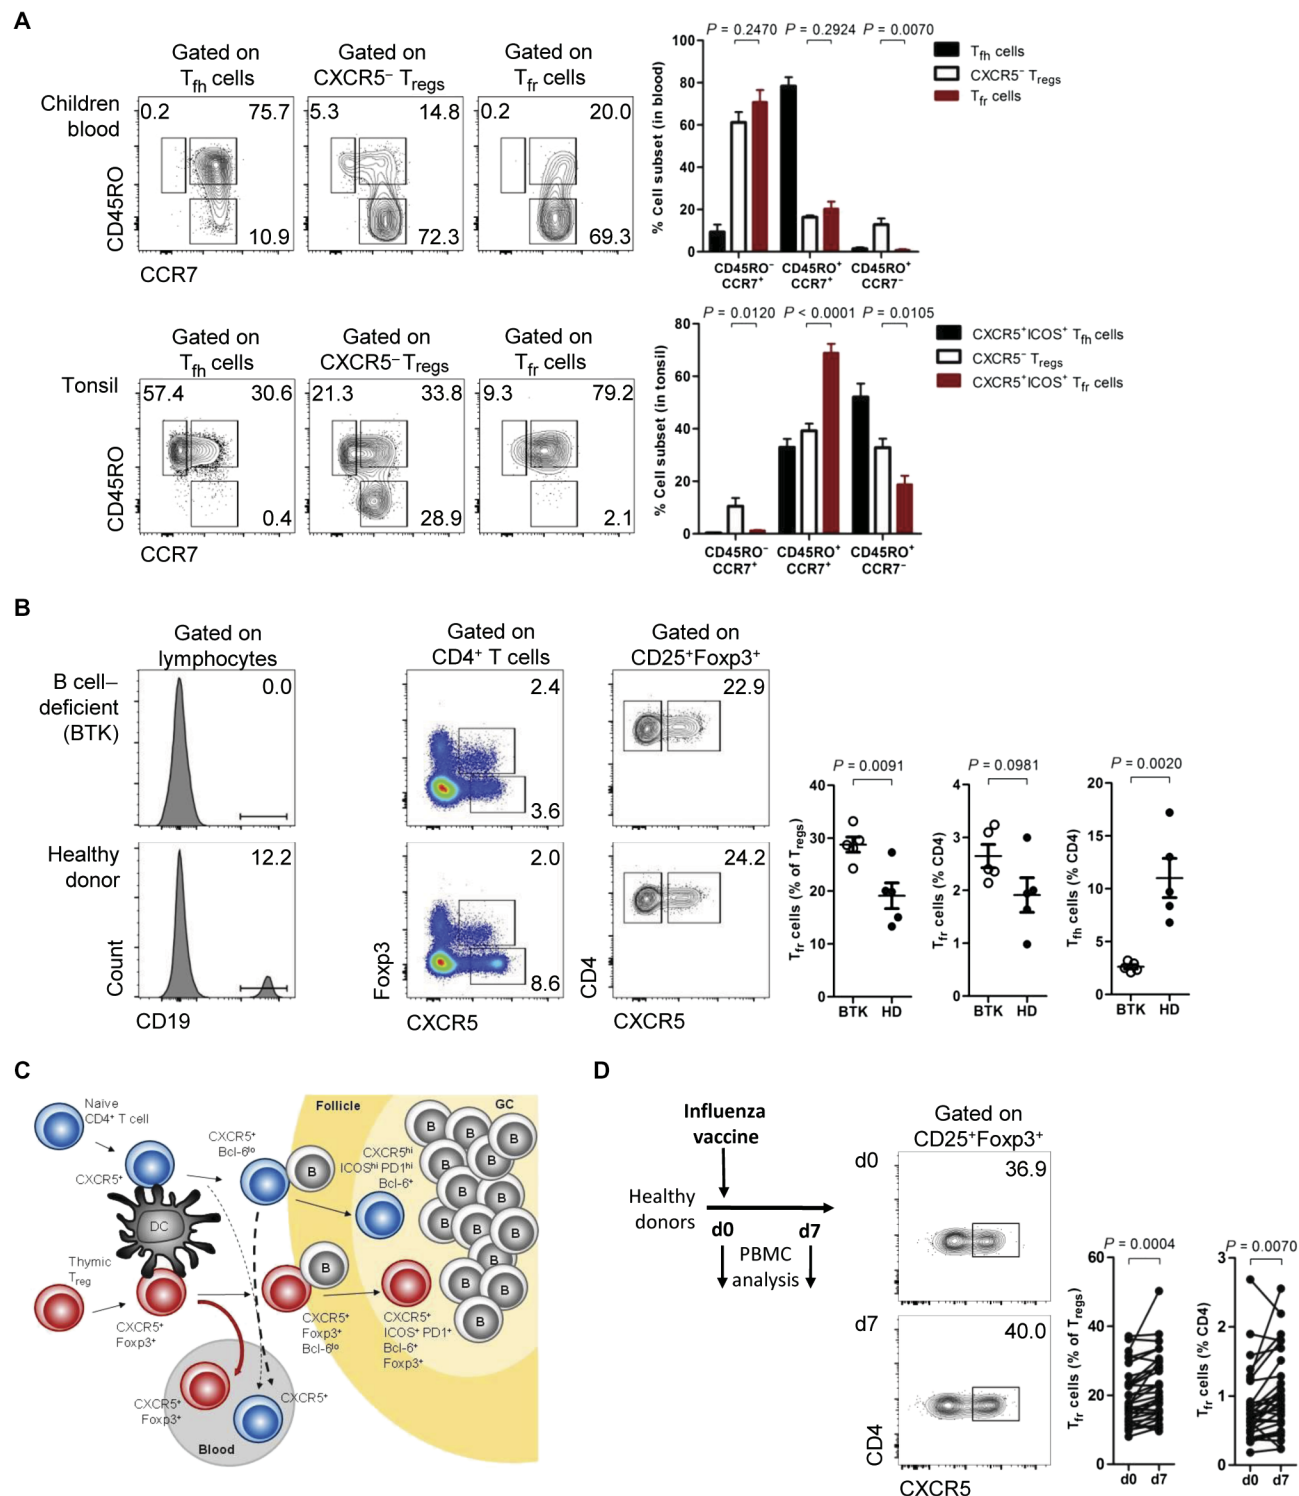 A
Gated on
Tfh cells
Gated on
CXCR5⁻ Tregs
Gated on
Tfr cells
Children
blood
0.2
75.7
10.9
5.3
14.8
72.3
0.2
20.0
69.3
CD45RO
CCR7
P = 0.2470
P = 0.2924
P = 0.0070
% Cell subset (in blood)
100
80
60
40
20
0
CD45RO⁻
CCR7⁺
CD45RO⁺
CCR7⁺
CD45RO⁺
CCR7⁻
Tfh cells
CXCR5⁻ Tregs
Tfr cells
Gated on
Tfh cells
Gated on
CXCR5⁻ Tregs
Gated on
Tfr cells
Tonsil
57.4
30.6
0.4
21.3
33.8
28.9
9.3
79.2
2.1
CD45RO
CCR7
P = 0.0120
P < 0.0001
P = 0.0105
% Cell subset (in tonsil)
80
60
40
20
0
CD45RO⁻
CCR7⁺
CD45RO⁺
CCR7⁺
CD45RO⁺
CCR7⁻
CXCR5⁺ICOS⁺ Tfh cells
CXCR5⁻ Tregs
CXCR5⁺ICOS⁺ Tfr cells
B
Gated on
lymphocytes
Gated on
CD4⁺ T cells
Gated on
CD25⁺Foxp3⁺
B cell–
deficient
(BTK)
0.0
2.4
3.6
22.9
Healthy
donor
12.2
2.0
8.6
24.2
Count
CD19
Foxp3
CXCR5
CD4
CXCR5
P = 0.0091
Tfr cells (% of Tregs)
40
30
20
10
0
BTK
HD
P = 0.0981
Tfr cells (% CD4)
4
3
2
1
0
BTK
HD
P = 0.0020
Tfh cells (% CD4)
20
15
10
5
0
BTK
HD
C
Naive
CD4⁺ T cell
CXCR5⁺
DC
Thymic
Treg
CXCR5⁺
Foxp3⁺
CXCR5⁺
Bcl-6ˡᵒ
B
Follicle
GC
CXCR5ʰⁱ
ICOSʰⁱ PD1ʰⁱ
Bcl-6⁺
B
CXCR5⁺
Foxp3⁺
Bcl-6ˡᵒ
CXCR5⁺
ICOS⁺ PD1⁺
Bcl-6⁺
Foxp3⁺
B
B
B
B
B
B
B
B
B
B
B
B
CXCR5⁺
Foxp3⁺
CXCR5⁺
Blood
D
Influenza
vaccine
Healthy
donors
d0
d7
PBMC
analysis
Gated on
CD25⁺Foxp3⁺
d0
36.9
d7
40.0
CD4
CXCR5
P = 0.0004
Tfr cells (% of Tregs)
60
40
20
0
d0
d7
P = 0.0070
Tfr cells (% CD4)
3
2
1
0
d0
d7